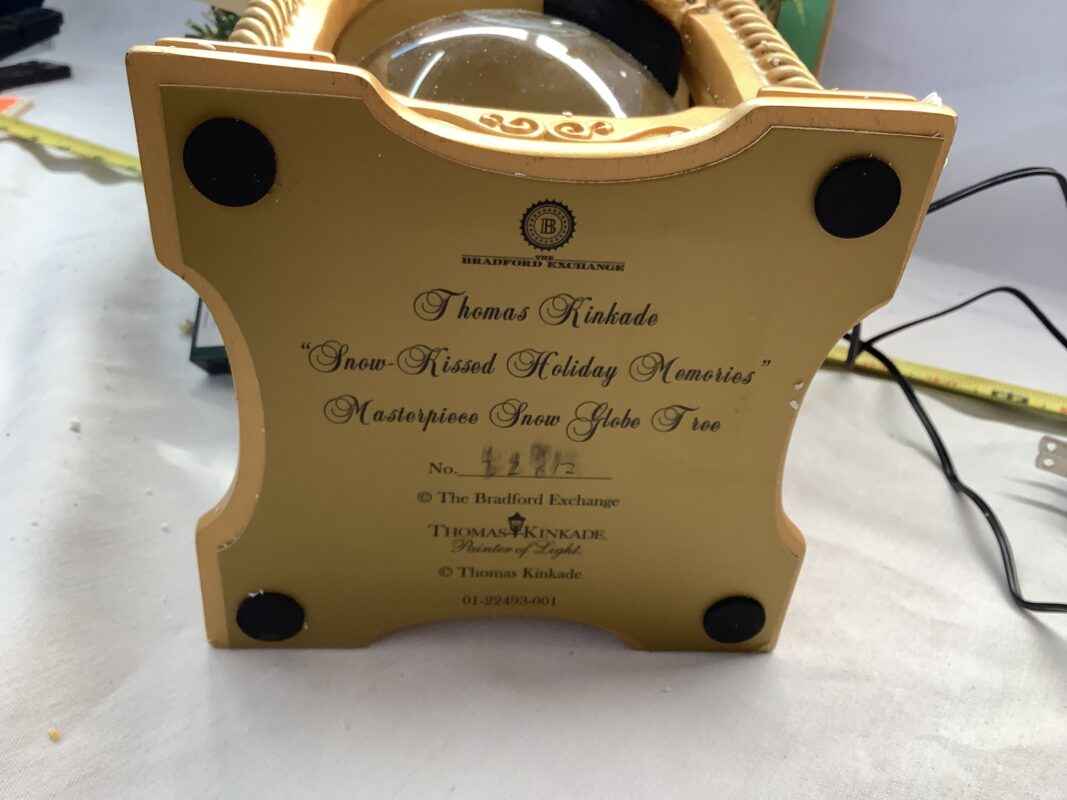 B
THE
BRADFORD EXCHANGE
Thomas Kinkade
"Snow-Kissed Holiday Memories"
Masterpiece Snow Globe Tree
No.
© The Bradford Exchange
THOMAS KINKADE
Painter of Light
© Thomas Kinkade
01-22493-001